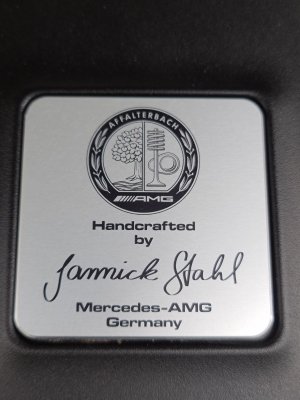 AFFALTERBACH
AMG
Handcrafted
by
Jannick Stahl
Mercedes-AMG
Germany